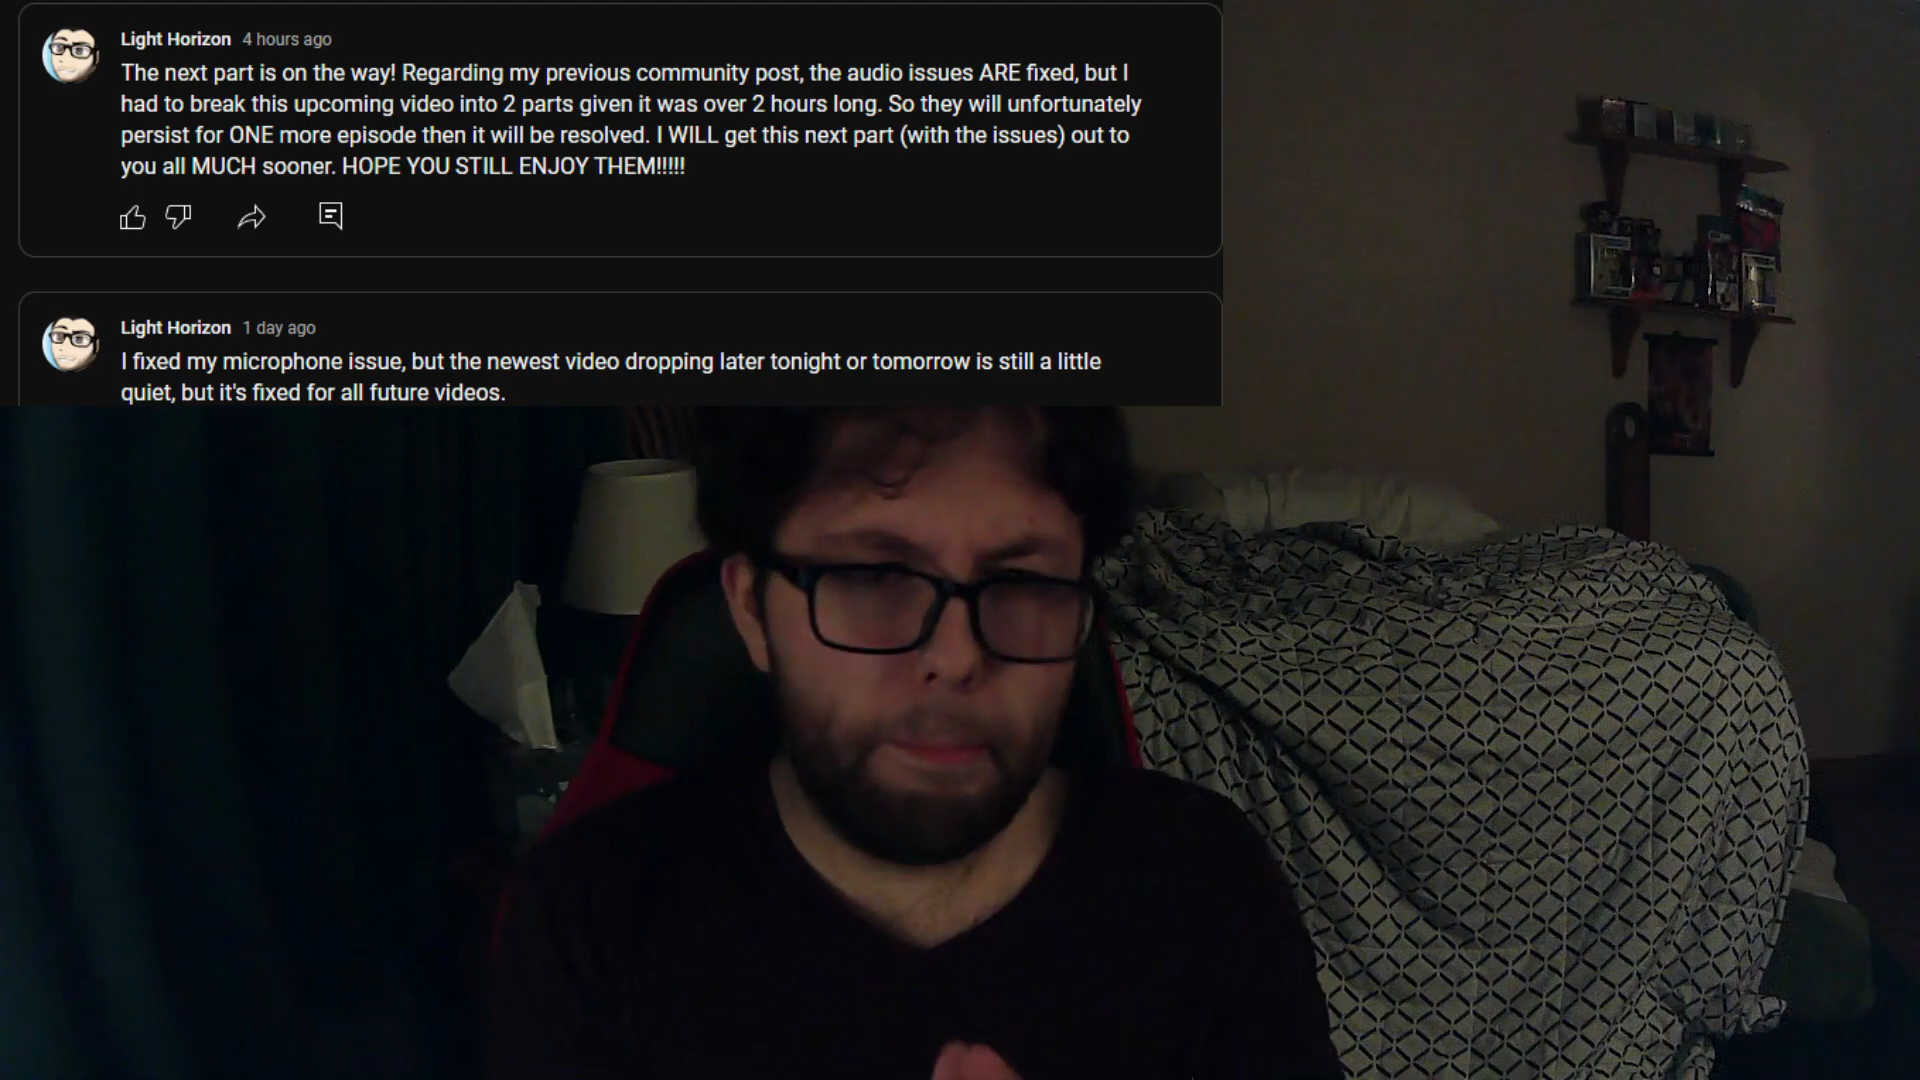 Light Horizon 4 hours ago
The next part is on the way! Regarding my previous community post, the audio issues ARE fixed, but I
had to break this upcoming video into 2 parts given it was over 2 hours long. So they will unfortunately
persist for ONE more episode then it will be resolved. I WILL get this next part (with the issues) out to
you all MUCH sooner. HOPE YOU STILL ENJOY THEM!!!!!
Light Horizon 1 day ago
I fixed my microphone issue, but the newest video dropping later tonight or tomorrow is still a little
quiet, but it's fixed for all future videos.